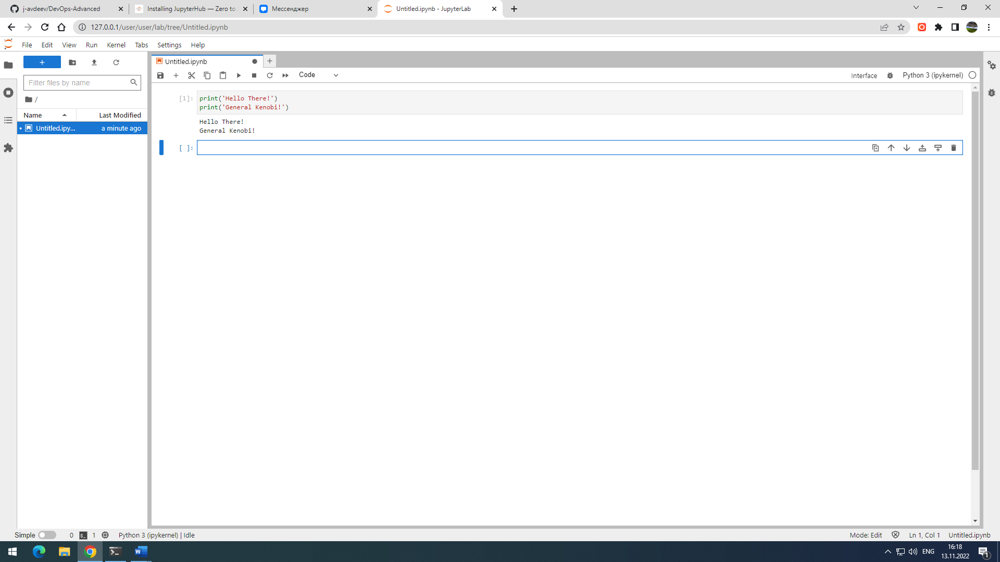 j-avdeev/DevOps-Advanced
Installing JupyterHub — Zero to
Мессенджер
Untitled.ipynb - JupyterLab
127.0.0.1/user/user/lab/tree/Untitled.ipynb
File Edit View Run Kernel Tabs Settings Help
Untitled.ipynb
Filter files by name
Code
Interface
Python 3 (ipykernel)
/
Name Last Modified
Untitled.ipy... a minute ago
[1]: print('Hello There!')
print('General Kenobi!')
Hello There!
General Kenobi!
[ ]:
Simple 0 1 Python 3 (ipykernel) | Idle
Mode: Edit Ln 1, Col 1 Untitled.ipynb
ENG
16:18
13.11.2022
1